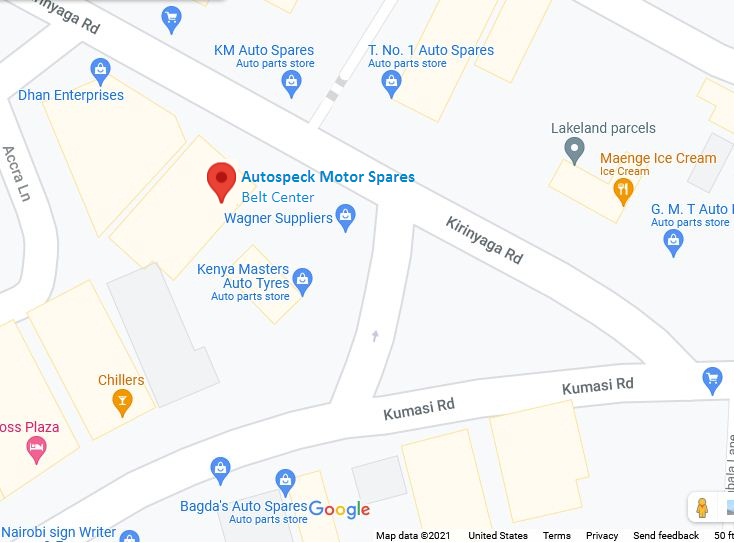 inyaga Rd
KM Auto Spares
Auto parts store
T. No. 1 Auto Spares
Auto parts store
Dhan Enterprises
Lakeland parcels
Maenge Ice Cream
Ice Cream
Accra Ln
Autospeck Motor Spares
Belt Center
Wagner Suppliers
G. M. T Auto
Auto parts store
Kirinyaga Rd
Kenya Masters
Auto Tyres
Auto parts store
Chillers
Kumasi Rd
Kumasi Rd
oss Plaza
Bagda's Auto Spares
Auto parts store
Google
Nairobi sign Writer
Map data ©2021 United States Terms Privacy Send feedback 50 ft